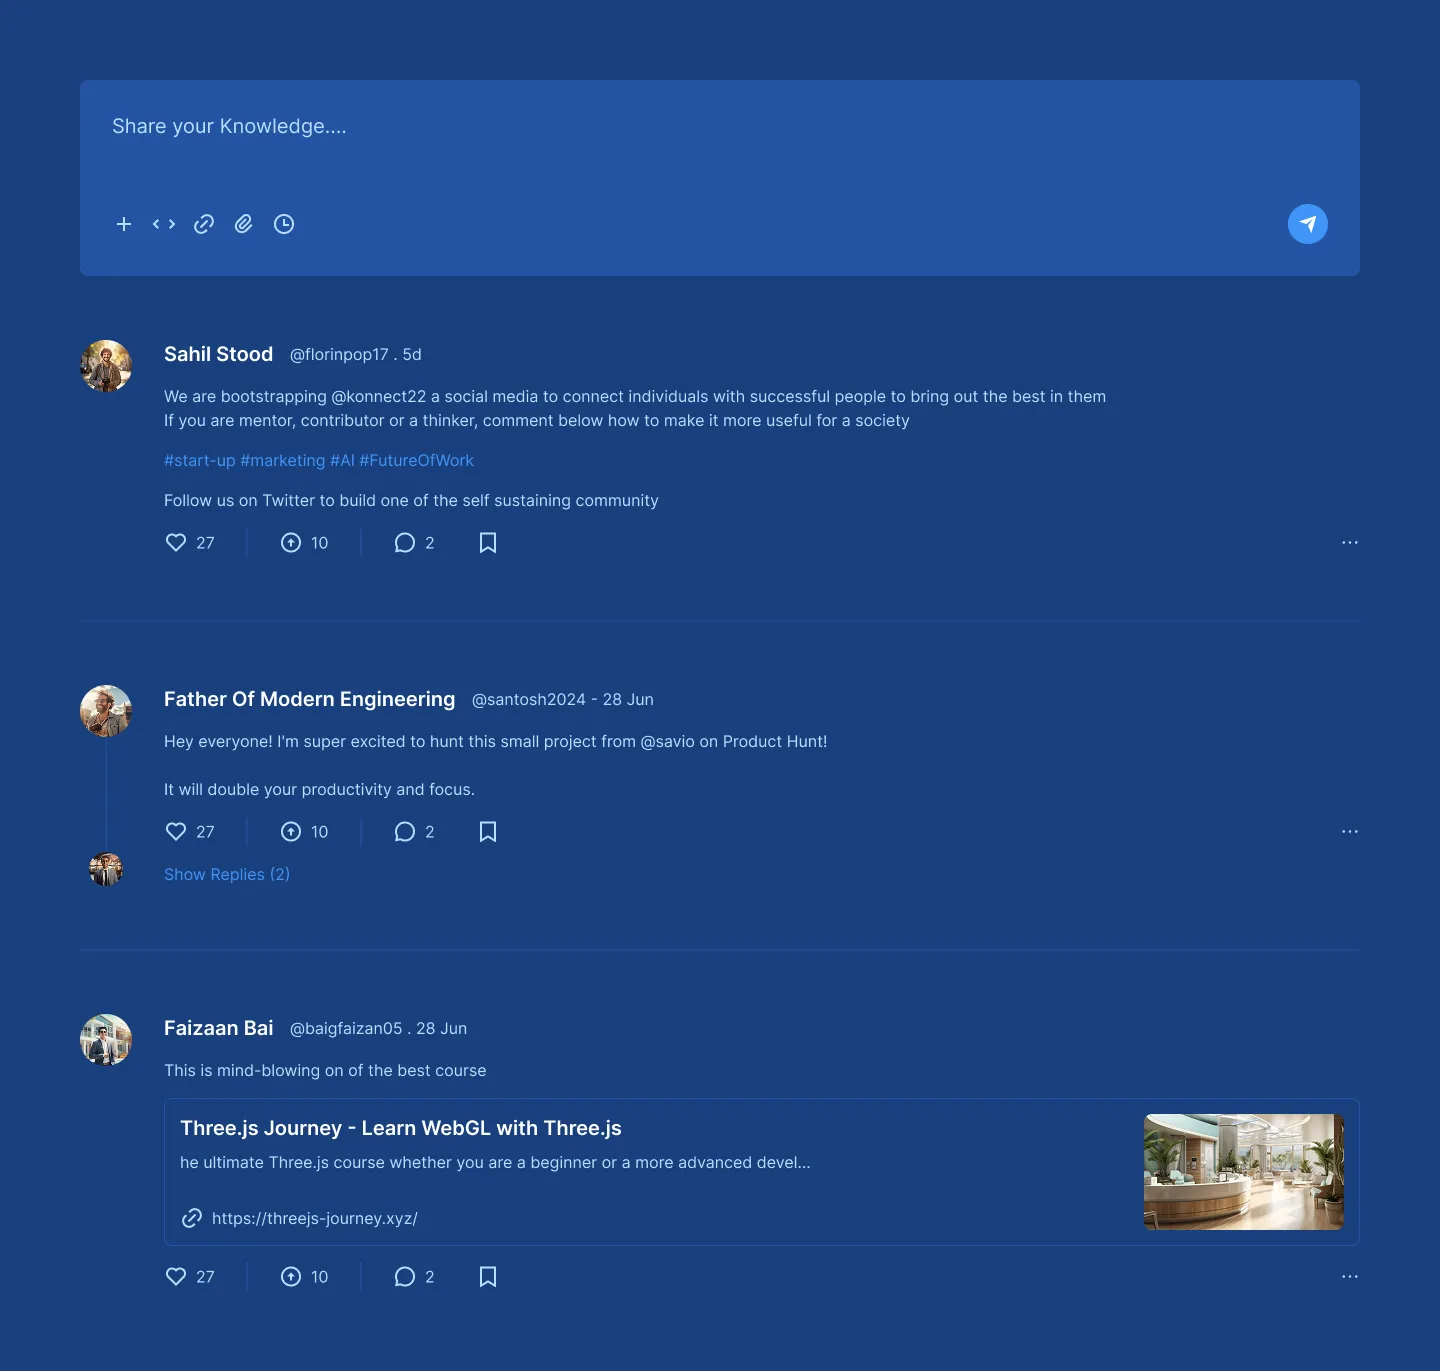 Share your Knowledge....
Sahil Stood @florinpop17 . 5d
We are bootstrapping @konnect22 a social media to connect individuals with successful people to bring out the best in them
If you are mentor, contributor or a thinker, comment below how to make it more useful for a society
#start-up #marketing #AI #FutureOfWork
Follow us on Twitter to build one of the self sustaining community
27 10 2
Father Of Modern Engineering @santosh2024 - 28 Jun
Hey everyone! I'm super excited to hunt this small project from @savio on Product Hunt!
It will double your productivity and focus.
27 10 2
Show Replies (2)
Faizaan Bai @baigfaizan05 . 28 Jun
This is mind-blowing on of the best course
Three.js Journey - Learn WebGL with Three.js
he ultimate Three.js course whether you are a beginner or a more advanced devel...
https://threejs-journey.xyz/
27 10 2